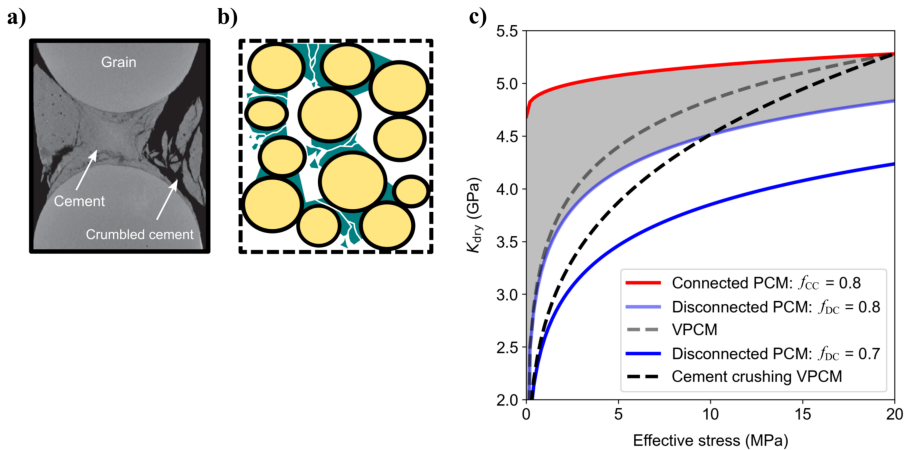 a)
b)
c)
Grain
Cement
Crumbled cement
5.5
5.0
4.5
4.0
3.5
3.0
2.5
2.0
K_dry (GPa)
Connected PCM: f_CC = 0.8
Disconnected PCM: f_DC = 0.8
VPCM
Disconnected PCM: f_DC = 0.7
Cement crushing VPCM
0
5
10
15
20
Effective stress (MPa)